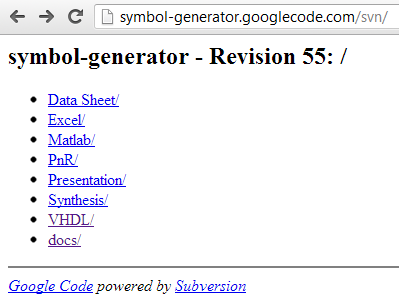 symbol-generator.googlecode.com/svn/
symbol-generator - Revision 55: /
Data Sheet/
Excel/
Matlab/
PnR/
Presentation/
Synthesis/
VHDL/
docs/
Google Code powered by Subversion